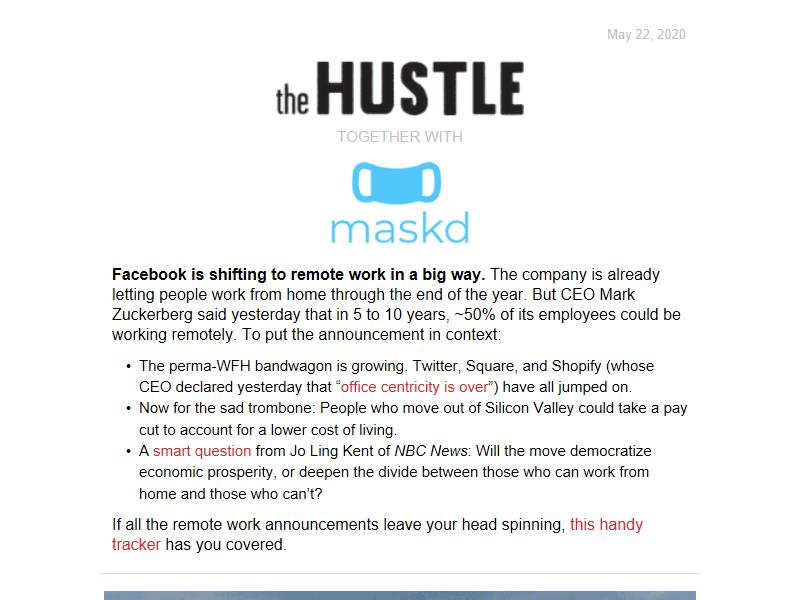 May 22, 2020
the HUSTLE
TOGETHER WITH
maskd
Facebook is shifting to remote work in a big way. The company is already
letting people work from home through the end of the year. But CEO Mark
Zuckerberg said yesterday that in 5 to 10 years, ~50% of its employees could be
working remotely. To put the announcement in context:
• The perma-WFH bandwagon is growing. Twitter, Square, and Shopify (whose
CEO declared yesterday that “office centricity is over”) have all jumped on.
• Now for the sad trombone: People who move out of Silicon Valley could take a pay
cut to account for a lower cost of living.
• A smart question from Jo Ling Kent of NBC News: Will the move democratize
economic prosperity, or deepen the divide between those who can work from
home and those who can’t?
If all the remote work announcements leave your head spinning, this handy
tracker has you covered.